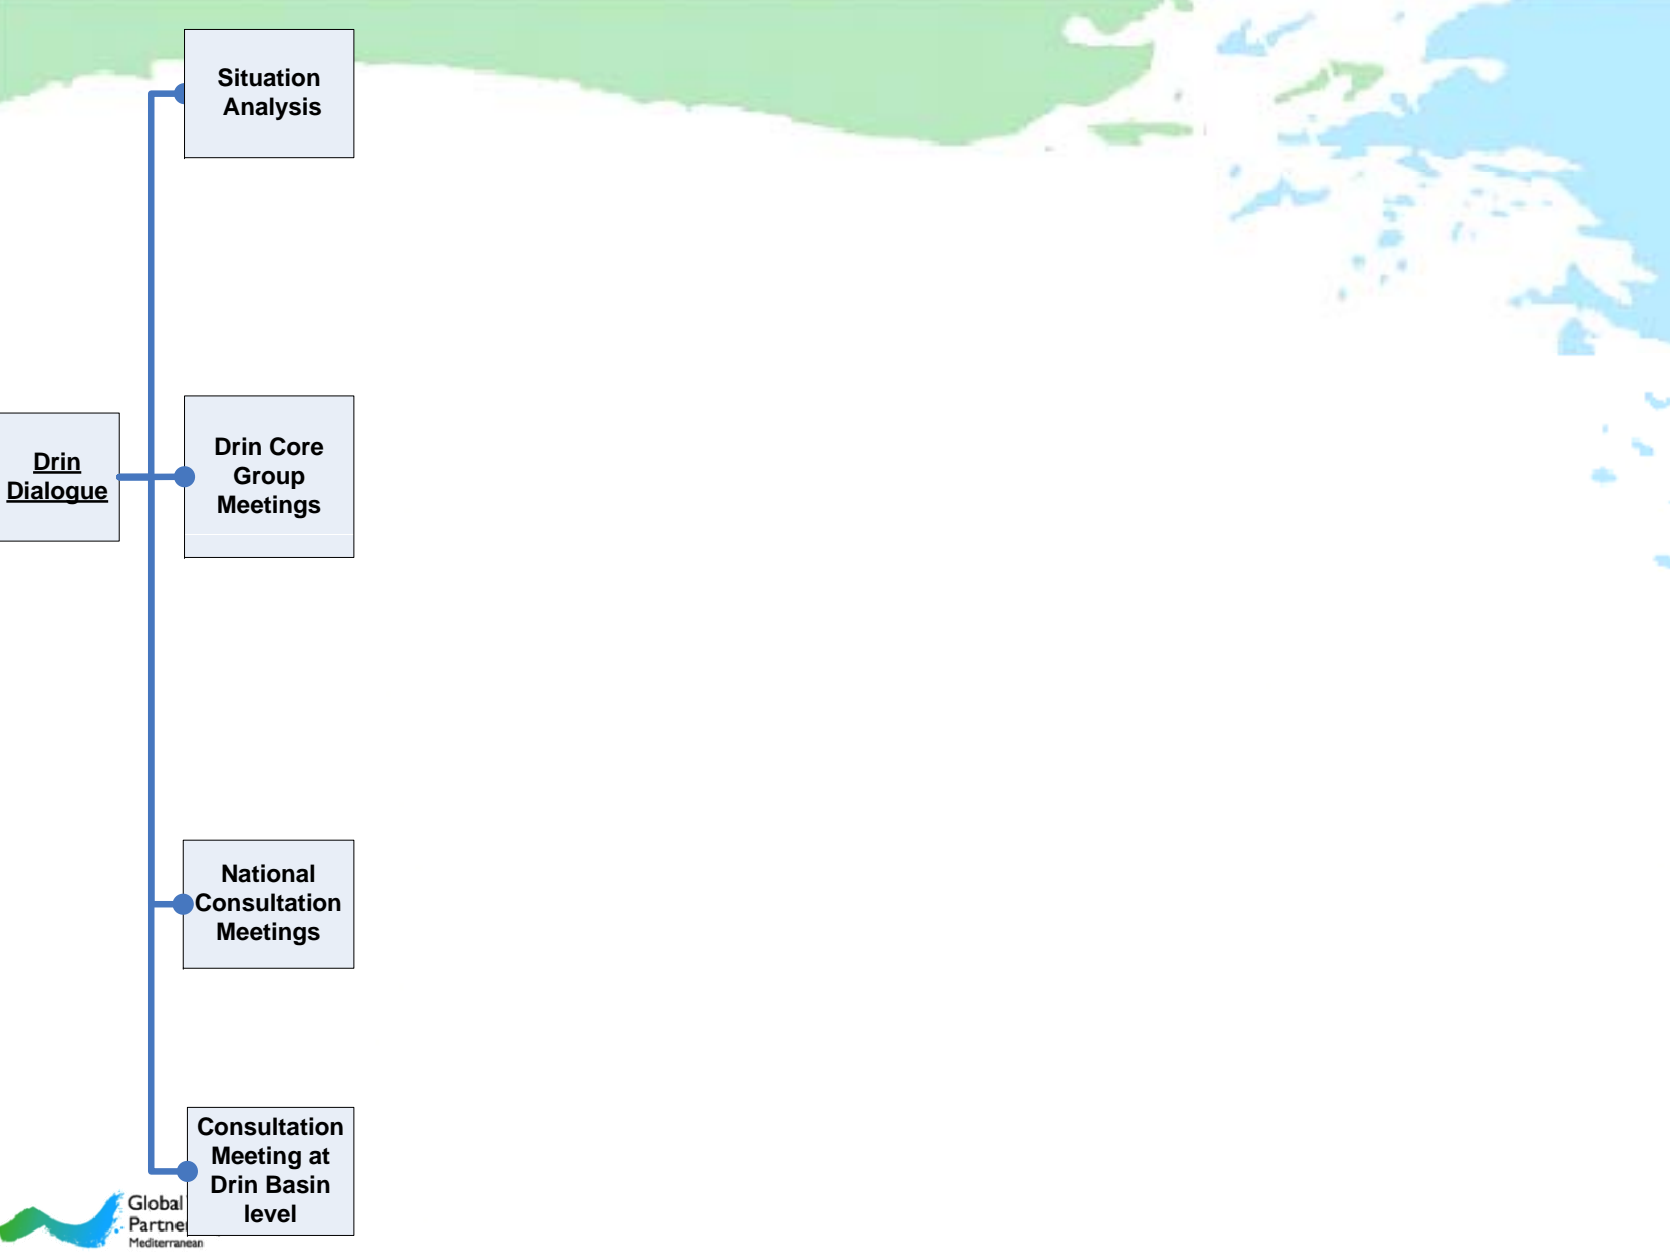 Situation
Analysis
Drin
Dialogue
Drin Core
Group
Meetings
National
Consultation
Meetings
Consultation
Meeting at
Drin Basin
level
Global
Mediterranean